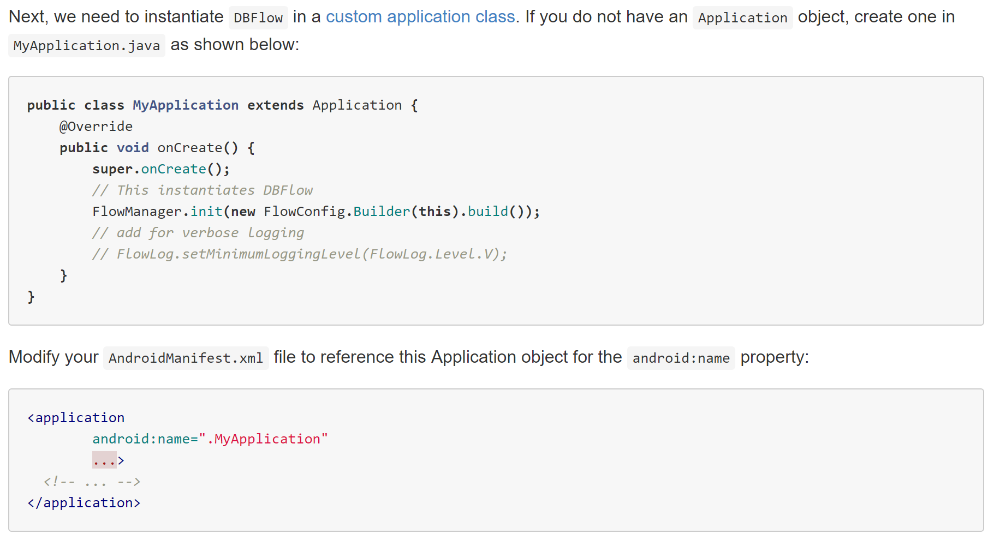 Next, we need to instantiate DBFlow in a custom application class. If you do not have an Application object, create one in
MyApplication.java as shown below:
public class MyApplication extends Application {
    @Override
    public void onCreate() {
        super.onCreate();
        // This instantiates DBFlow
        FlowManager.init(new FlowConfig.Builder(this).build());
        // add for verbose logging
        // FlowLog.setMinimumLoggingLevel(FlowLog.Level.V);
    }
}
Modify your AndroidManifest.xml file to reference this Application object for the android:name property:
<application
        android:name=".MyApplication"
        ...>
  <!-- ... -->
</application>